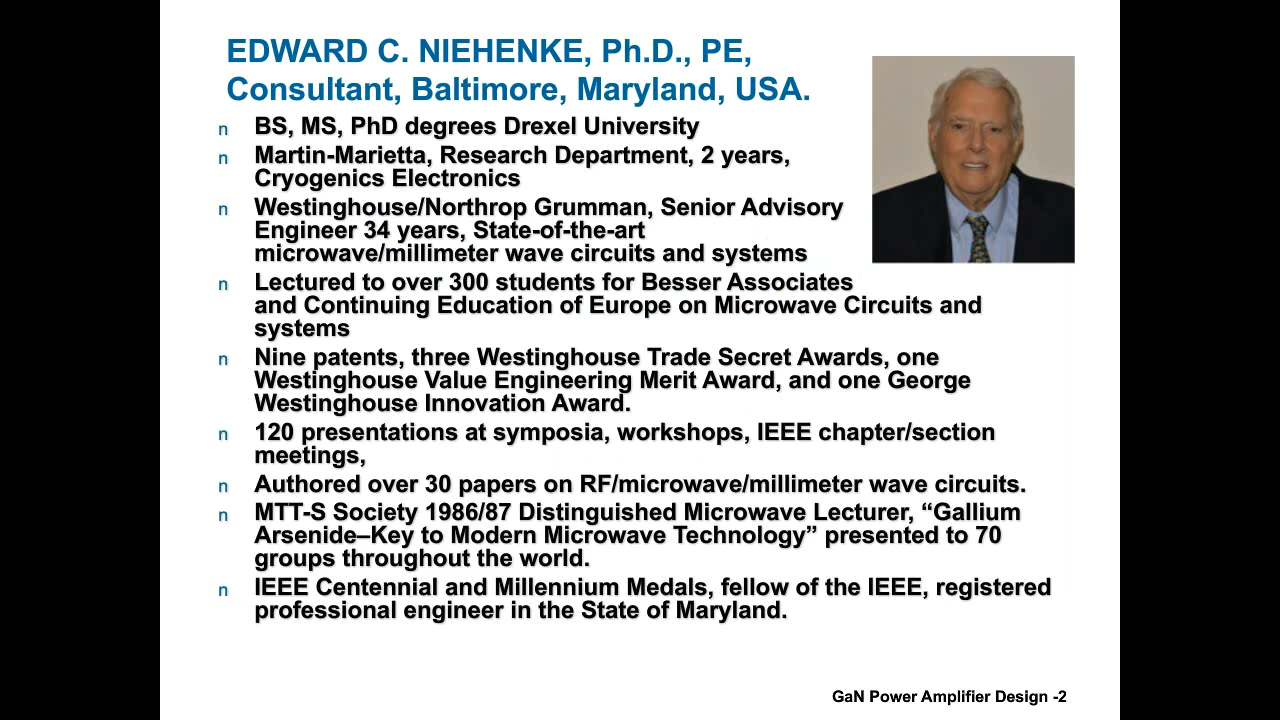 EDWARD C. NIEHENKE, Ph.D., PE,
Consultant, Baltimore, Maryland, USA.
n BS, MS, PhD degrees Drexel University
n Martin-Marietta, Research Department, 2 years,
Cryogenics Electronics
n Westinghouse/Northrop Grumman, Senior Advisory
Engineer 34 years, State-of-the-art
microwave/millimeter wave circuits and systems
n Lectured to over 300 students for Besser Associates
and Continuing Education of Europe on Microwave Circuits and
systems
n Nine patents, three Westinghouse Trade Secret Awards, one
Westinghouse Value Engineering Merit Award, and one George
Westinghouse Innovation Award.
n 120 presentations at symposia, workshops, IEEE chapter/section
meetings,
n Authored over 30 papers on RF/microwave/millimeter wave circuits.
n MTT-S Society 1986/87 Distinguished Microwave Lecturer, “Gallium
Arsenide–Key to Modern Microwave Technology” presented to 70
groups throughout the world.
n IEEE Centennial and Millennium Medals, fellow of the IEEE, registered
professional engineer in the State of Maryland.
GaN Power Amplifier Design -2